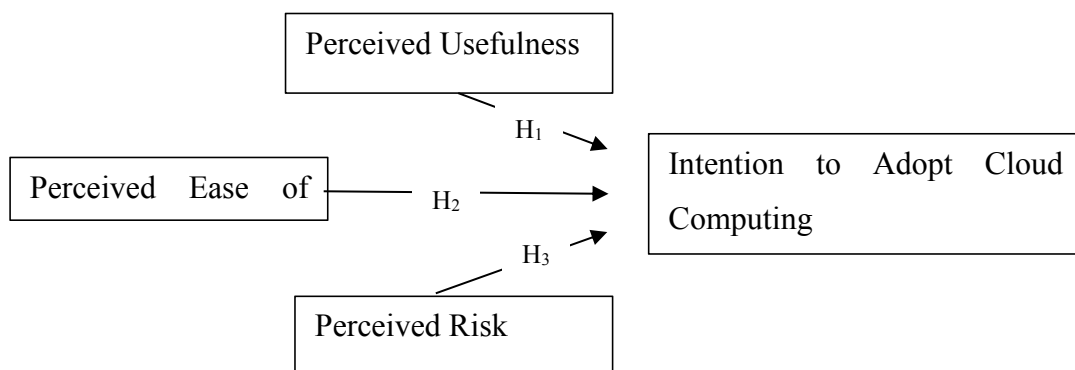 Perceived Usefulness
H₁
Intention to Adopt Cloud
Computing
Perceived Ease of
H₂
H₃
Perceived Risk